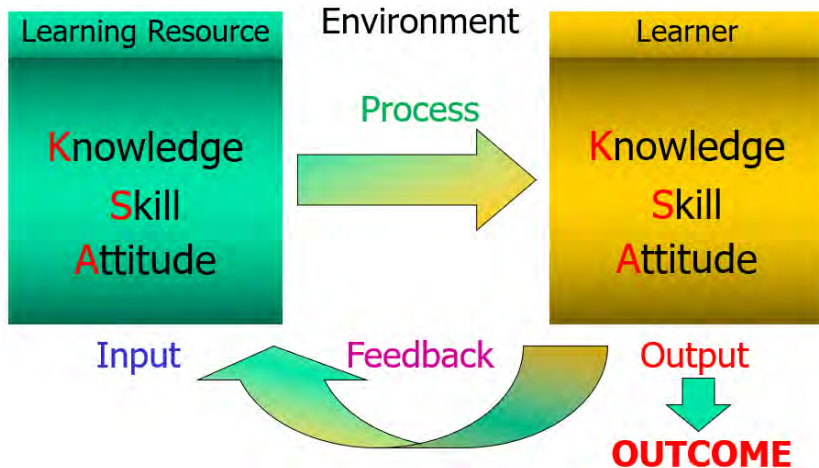 Learning Resource
Environment
Learner
Process
Knowledge
Skill
Attitude
Knowledge
Skill
Attitude
Input
Feedback
Output
OUTCOME